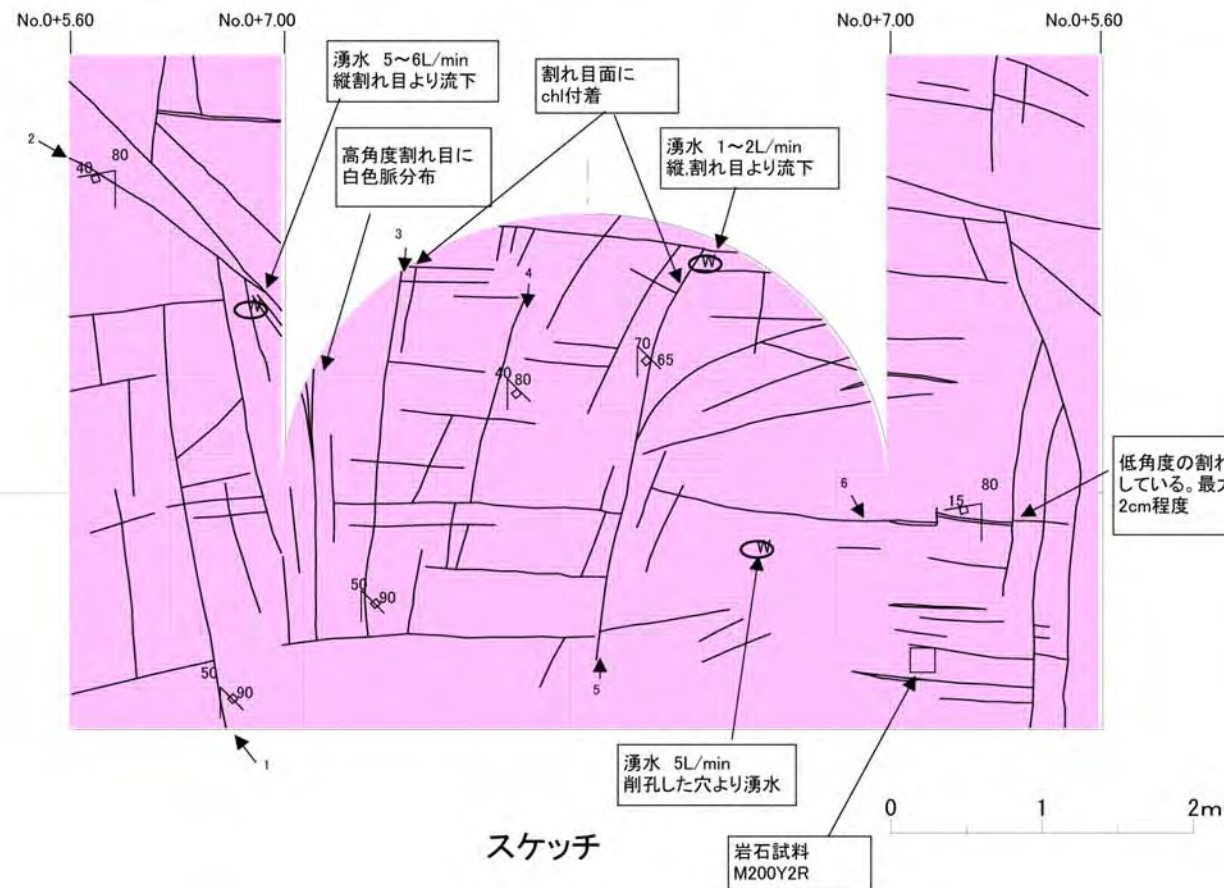 No.0+5.60
No.0+7.00
No.0+7.00
No.0+5.60
湧水 5~6L/min
縦割れ目より流下
割れ目面に
chl付着
湧水 1~2L/min
縦,割れ目より流下
高角度割れ目に
白色脈分布
2
40
80
W
3
4
W
70
65
40
80
低角度の割れ
している。最大
2cm程度
6
15
80
W
50
90
50
90
5
1
湧水 5L/min
削孔した穴より湧水
0
1
2m
スケッチ
岩石試料
M200Y2R